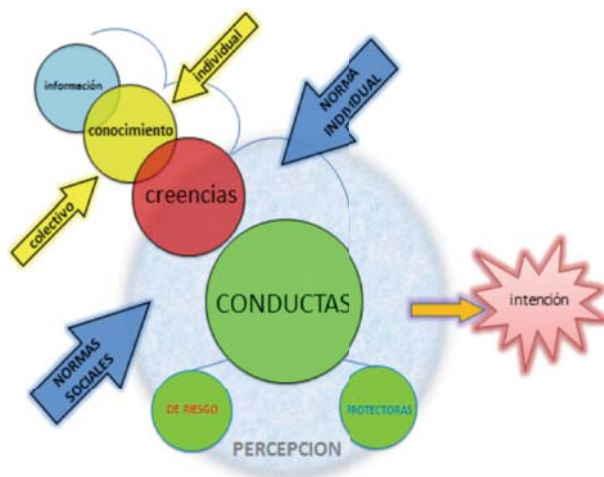 individual
información
conocimiento
colectivo
creencias
NORMA
INDIVIDUAL
CONDUCTAS
intención
NORMAS
SOCIALES
DE RIESGO
PROTECTORAS
PERCEPCION